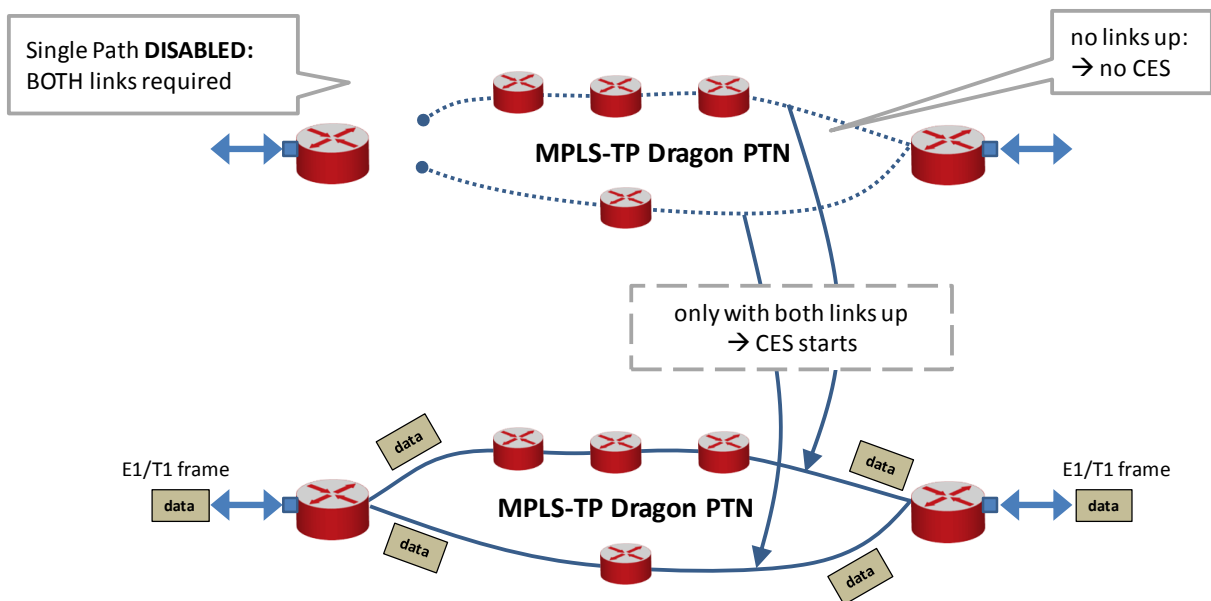 Single Path DISABLED:
BOTH links required
no links up:
→ no CES
MPLS-TP Dragon PTN
only with both links up
→ CES starts
data
data
E1/T1 frame
data
E1/T1 frame
data
MPLS-TP Dragon PTN
data
data